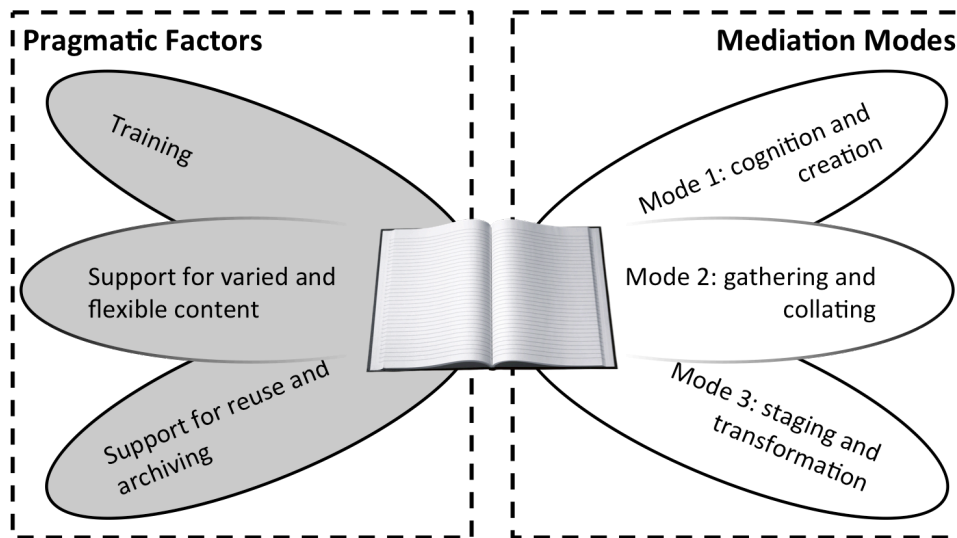 Pragmatic Factors
Training
Support for varied and
flexible content
Support for reuse and
archiving
Mediation Modes
Mode 1: cognition and
creation
Mode 2: gathering and
collating
Mode 3: staging and
transformation